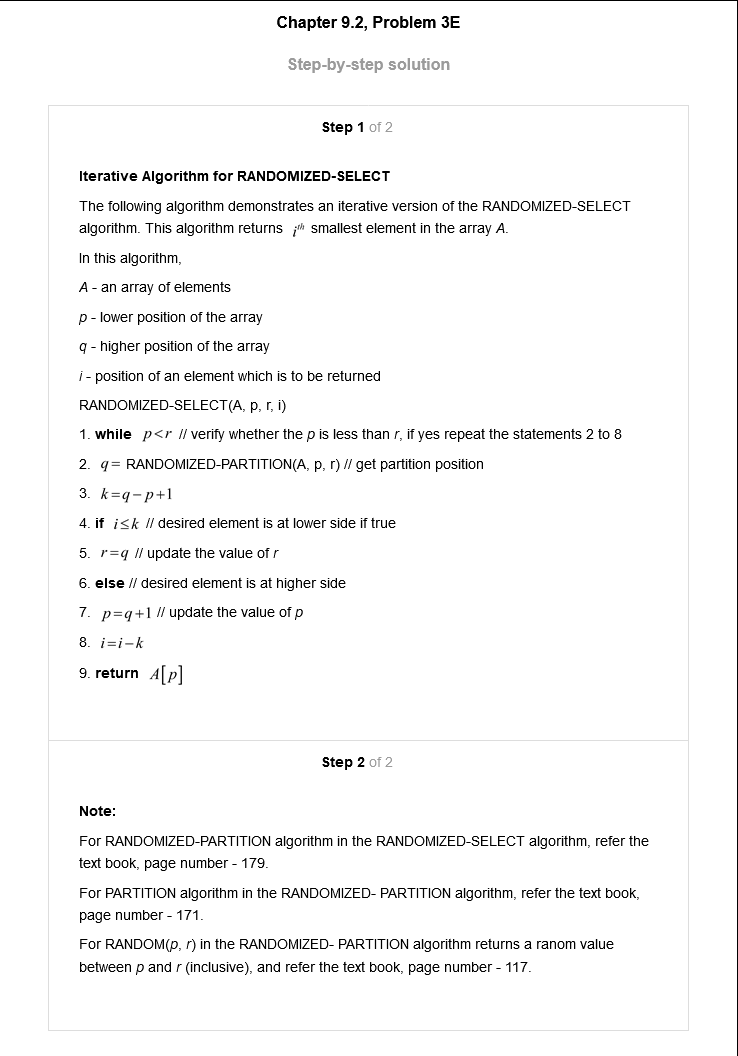 Chapter 9.2, Problem 3E
Step-by-step solution
Step 1 of 2
Iterative Algorithm for RANDOMIZED-SELECT
The following algorithm demonstrates an iterative version of the RANDOMIZED-SELECT
algorithm. This algorithm returns i^th smallest element in the array A.
In this algorithm,
A - an array of elements
p - lower position of the array
q - higher position of the array
i - position of an element which is to be returned
RANDOMIZED-SELECT(A, p, r, i)
1. while p<r // verify whether the p is less than r, if yes repeat the statements 2 to 8
2. q = RANDOMIZED-PARTITION(A, p, r) // get partition position
3. k=q−p+1
4. if i≤k // desired element is at lower side if true
5. r=q // update the value of r
6. else // desired element is at higher side
7. p=q+1 // update the value of p
8. i=i−k
9. return A[p]
Step 2 of 2
Note:
For RANDOMIZED-PARTITION algorithm in the RANDOMIZED-SELECT algorithm, refer the
text book, page number - 179.
For PARTITION algorithm in the RANDOMIZED- PARTITION algorithm, refer the text book,
page number - 171.
For RANDOM(p, r) in the RANDOMIZED- PARTITION algorithm returns a ranom value
between p and r (inclusive), and refer the text book, page number - 117.